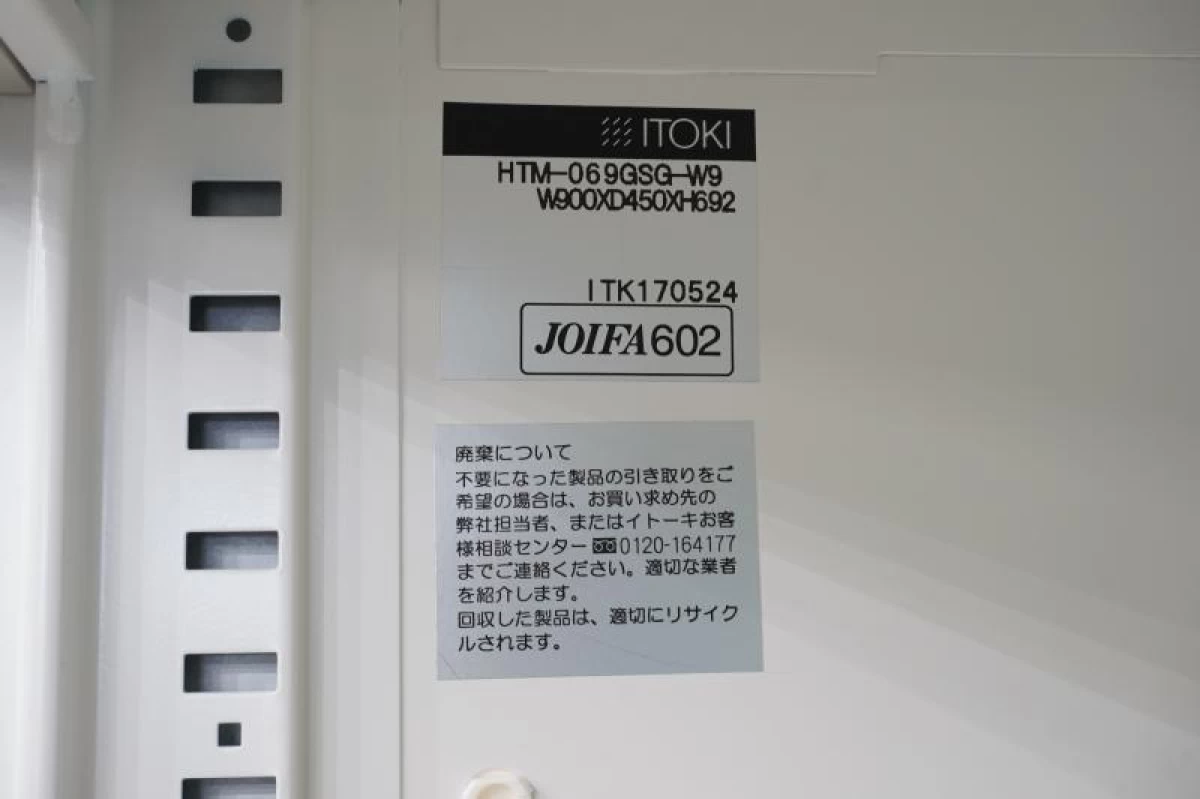 ITOKI
HTM-069GSG-W9
W900XD450XH692
ITK170524
JOIFA602
廃棄について
不要になった製品の引き取りをご
希望の場合は、お買い求め先の
弊社担当者、またはイトーキお客
様相談センター0120-164177
までご連絡ください。適切な業者
を紹介します。
回収した製品は、適切にリサイク
ルされます。